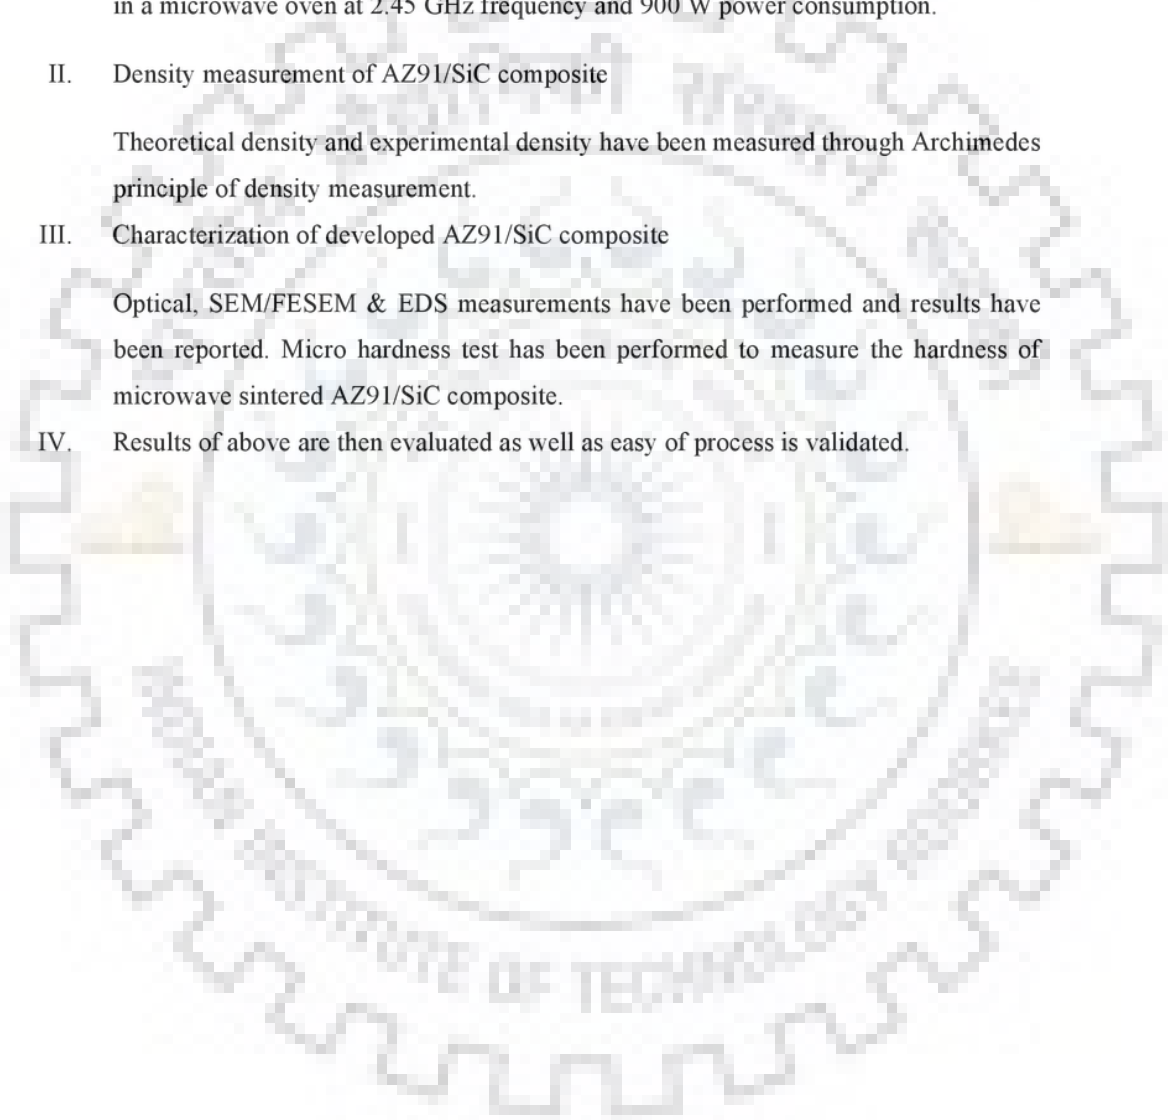 in a microwave oven at 2.45 GHz frequency and 900 W power consumption.
II. Density measurement of AZ91/SiC composite
Theoretical density and experimental density have been measured through Archimedes
principle of density measurement.
III. Characterization of developed AZ91/SiC composite
Optical, SEM/FESEM & EDS measurements have been performed and results have
been reported. Micro hardness test has been performed to measure the hardness of
microwave sintered AZ91/SiC composite.
IV. Results of above are then evaluated as well as easy of process is validated.
INSTITUTE OF TECHNOLOGY ROORKEE